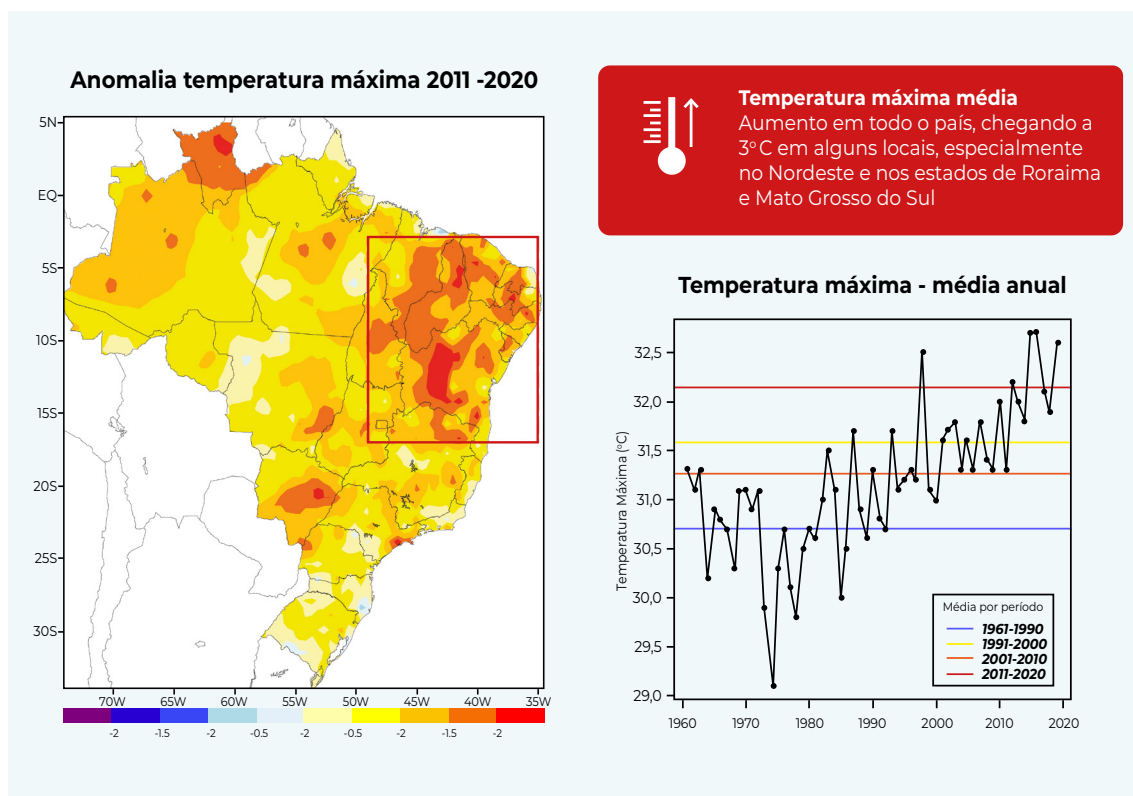 Anomalia temperatura máxima 2011 -2020
5N
EQ
5S
10S
15S
20S
25S
30S
70W 65W 60W 55W 50W 45W 40W 35W
-2 -1.5 -2 -0.5 -2 -0.5 -2 -1.5 -2
Temperatura máxima média
Aumento em todo o país, chegando a
3°C em alguns locais, especialmente
no Nordeste e nos estados de Roraima
e Mato Grosso do Sul
Temperatura máxima - média anual
Temperatura Máxima (°C)
32,5
32,0
31,5
31,0
30,5
30,0
29,5
29,0
Média por período
1961-1990
1991-2000
2001-2010
2011-2020
1960 1970 1980 1990 2000 2010 2020